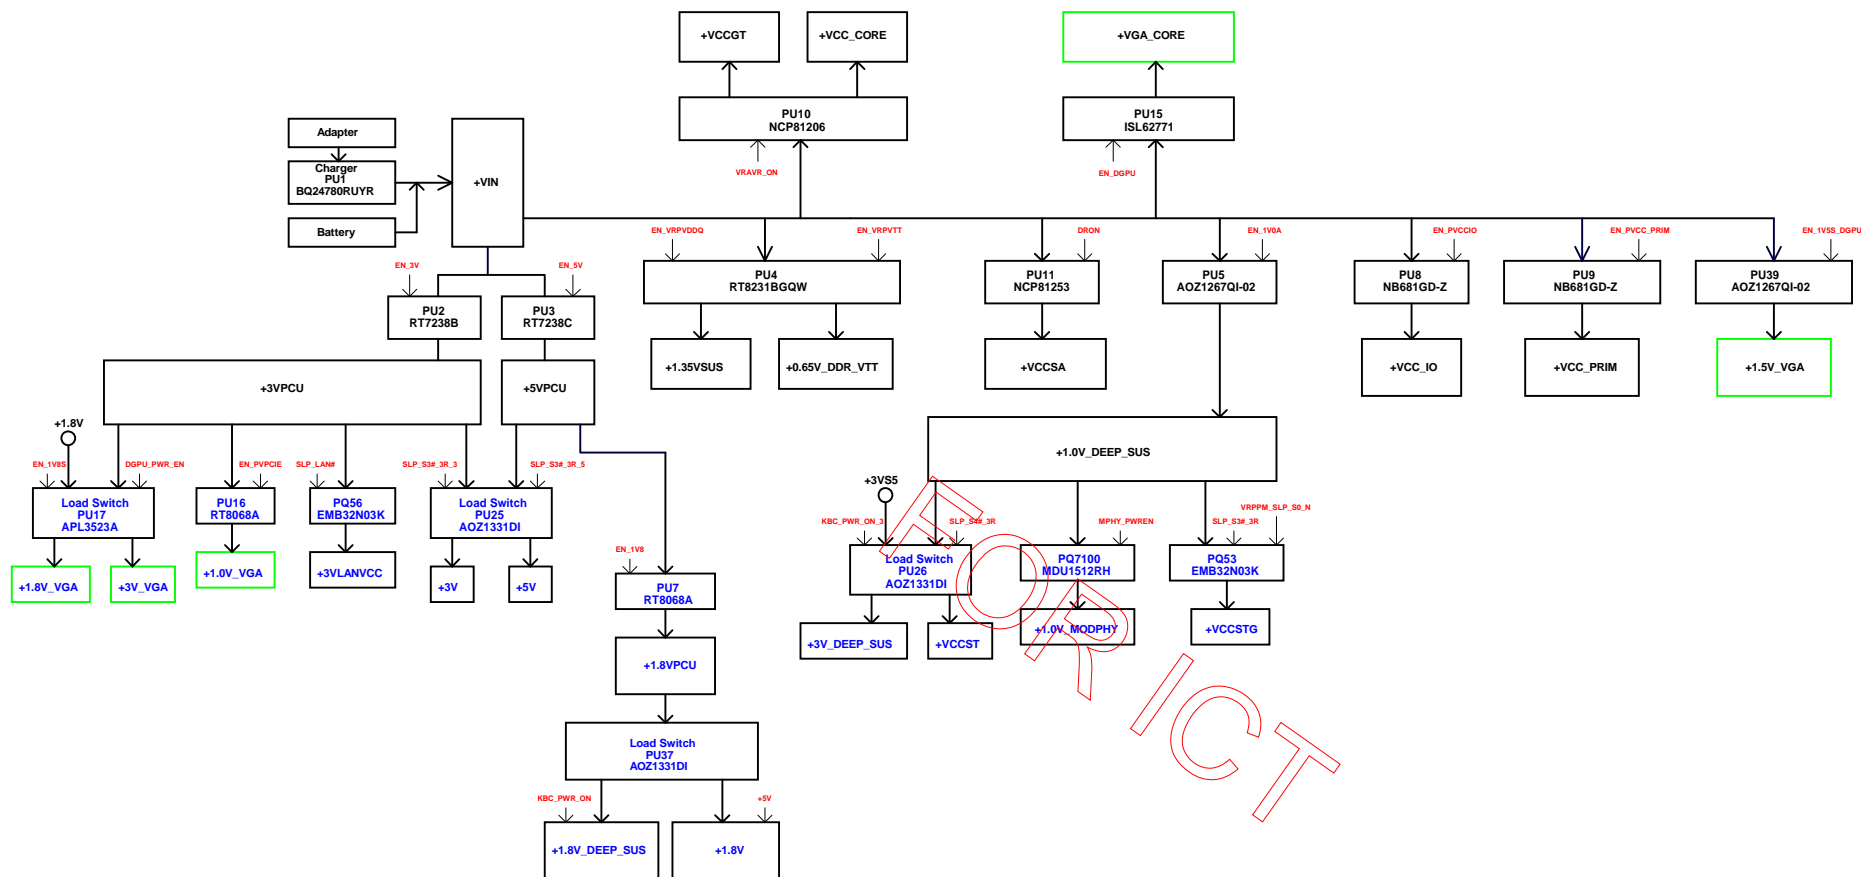 +VCCGT
+VCC_CORE
+VGA_CORE
PU10
NCP81206
PU15
ISL62771
Adapter
Charger
PU1
BQ24780RUYR
Battery
+VIN
VRAVR_ON
EN_DGPU
EN_VRPVDDQ
EN_VRPVTT
DRON
EN_1V0A
EN_PVCCIO
EN_PVCC_PRIM
EN_1V5S_DGPU
EN_3V
EN_5V
PU4
RT8231BGQW
PU11
NCP81253
PU5
AOZ1267QI-02
PU8
NB681GD-Z
PU9
NB681GD-Z
PU39
AOZ1267QI-02
PU2
RT7238B
PU3
RT7238C
+1.35VSUS
+0.65V_DDR_VTT
+VCCSA
+VCC_IO
+VCC_PRIM
+1.5V_VGA
+3VPCU
+5VPCU
+1.8V
+1.0V_DEEP_SUS
EN_1V8S
DGPU_PWR_EN
EN_PVPCIE
SLP_LAN#
SLP_S3#_3R_3
SLP_S3#_3R_5
+3VS5
Load Switch
PU17
APL3523A
PU16
RT8068A
PQ56
EMB32N03K
Load Switch
PU25
AOZ1331DI
KBC_PWR_ON_3
SLP_S4#_3R
MPHY_PWREN
SLP_S3#_3R
VRPPM_SLP_S0_N
EN_1V8
Load Switch
PU26
AOZ1331DI
PQ7100
MDU1512RH
PQ53
EMB32N03K
+1.8V_VGA
+3V_VGA
+1.0V_VGA
+3VLANVCC
+3V
+5V
PU7
RT8068A
+3V_DEEP_SUS
+VCCST
+1.0V_MODPHY
+VCCSTG
+1.8VPCU
Load Switch
PU37
AOZ1331DI
KBC_PWR_ON
+5V
+1.8V_DEEP_SUS
+1.8V
FOR ICT